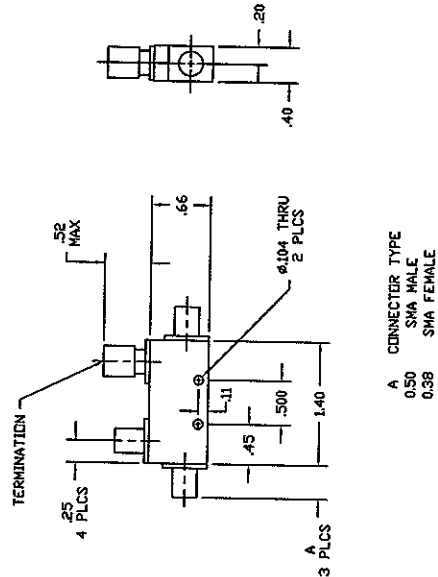 TERMINATION
.25
4 PLCS
.52
MAX
.66
Ø.104 THRU
2 PLCS
.11
.500
.45
1.40
A
3 PLCS
.20
.40
A CONNECTOR TYPE
0.50 SMA MALE
0.38 SMA FEMALE